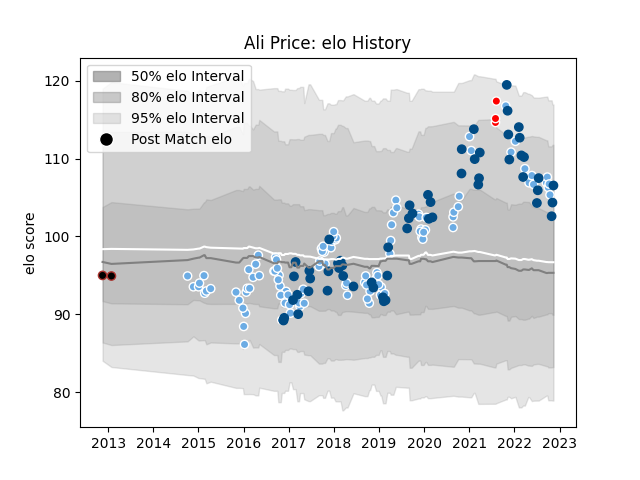 Ali Price: elo History
50% elo Interval
80% elo Interval
95% elo Interval
Post Match elo
elo score
120
110
100
90
80
2013 2014 2015 2016 2017 2018 2019 2020 2021 2022 2023